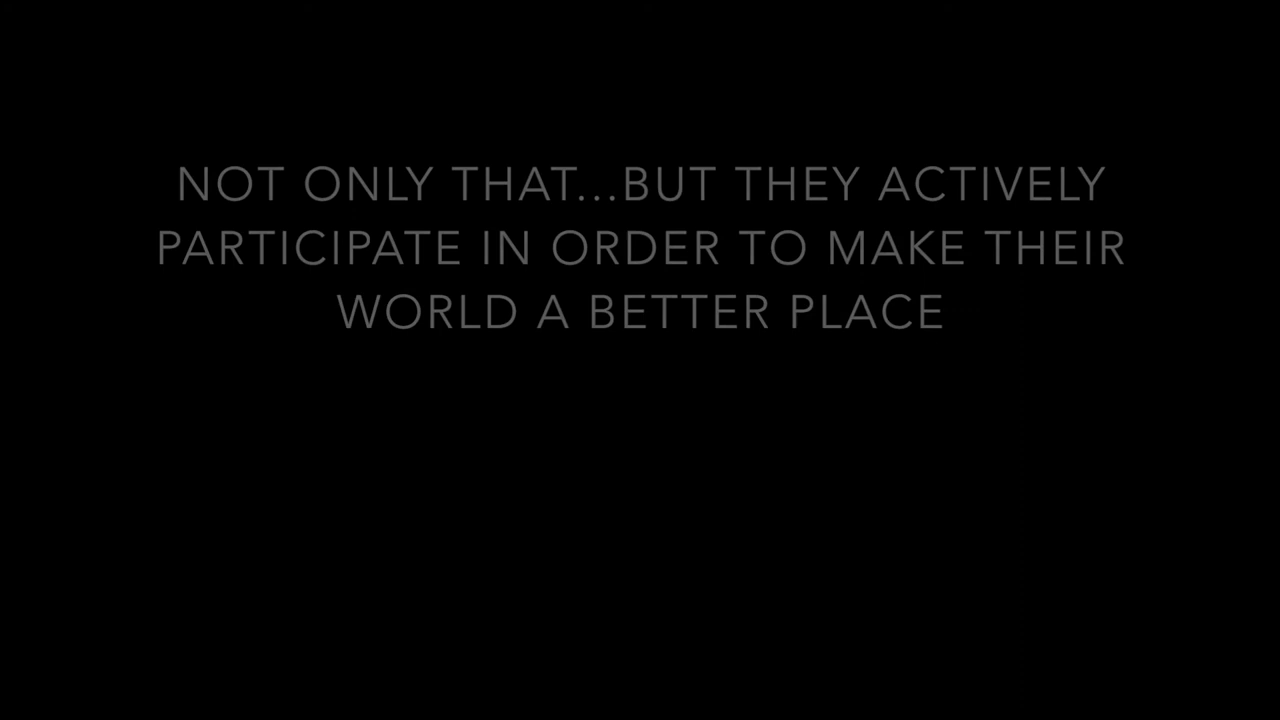 NOT ONLY THAT...BUT THEY ACTIVELY
PARTICIPATE IN ORDER TO MAKE THEIR
WORLD A BETTER PLACE